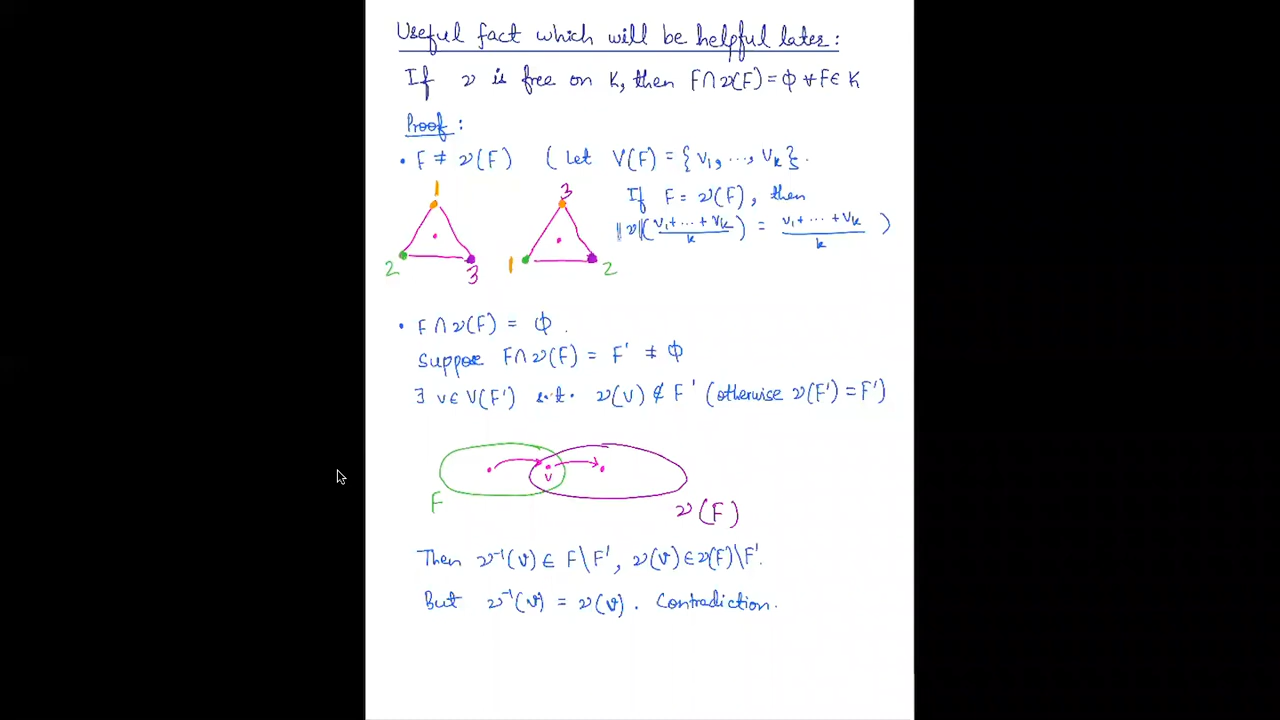 Useful fact which will be helpful later:
If ν is free on K, then F∩ν(F)=ϕ ∀F∈ K
Proof:
• F ≠ ν(F) (Let V(F) = {v₁, ..., vₖ}.
If F = ν(F), then
‖ν‖((v₁+ ... + vₖ)/k) = (v₁+ ... + vₖ)/k )
1 3
2 3 1 2
• F∩ν(F) = ϕ.
Suppose F∩ν(F) = F' ≠ ϕ
∃ v∈ V(F') s.t. ν(v) ∉ F' (otherwise ν(F') = F')
v
F ν(F)
Then ν⁻¹(v) ∈ F\F', ν(v) ∈ ν(F)\F'.
But ν⁻¹(v) = ν(v). Contradiction.